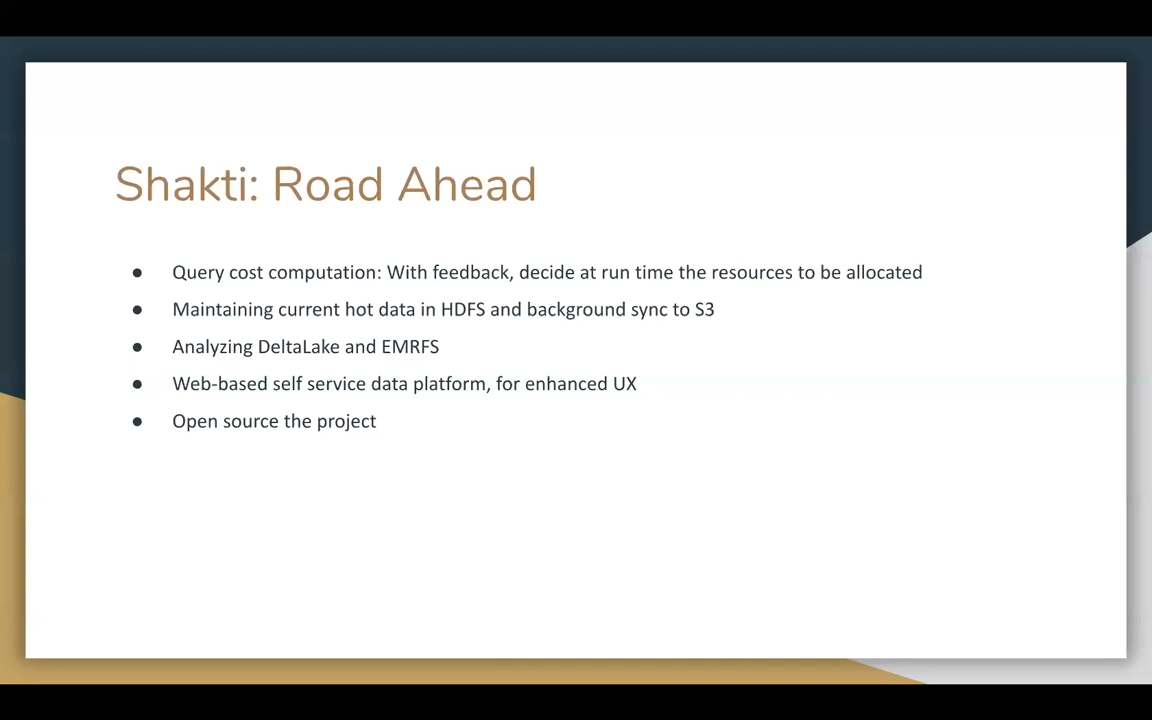 Shakti: Road Ahead
● Query cost computation: With feedback, decide at run time the resources to be allocated
● Maintaining current hot data in HDFS and background sync to S3
● Analyzing DeltaLake and EMRFS
● Web-based self service data platform, for enhanced UX
● Open source the project